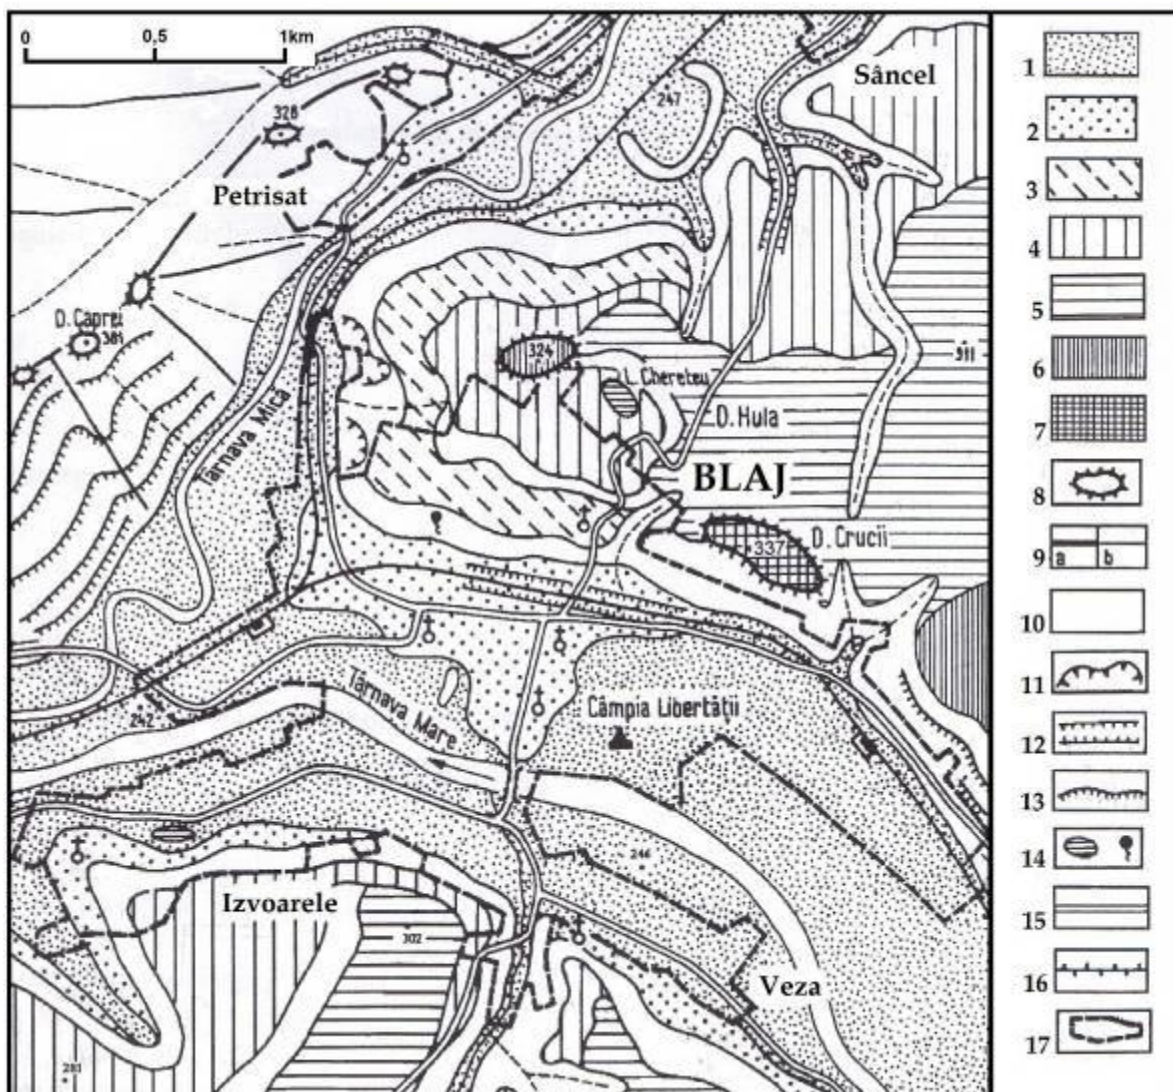 0
0,5
1km
Sâncel
1
247
2
328
3
Petrisat
4
5
D. Caprei
381
324
311
6
L. Chereteu
D. Hula
7
Târnava Mică
BLAJ
8
337
D. Crucii
9
a
b
10
Târnava Mare
11
Câmpia Libertății
242
12
13
246
14
Izvoarele
15
302
Veza
16
281
17